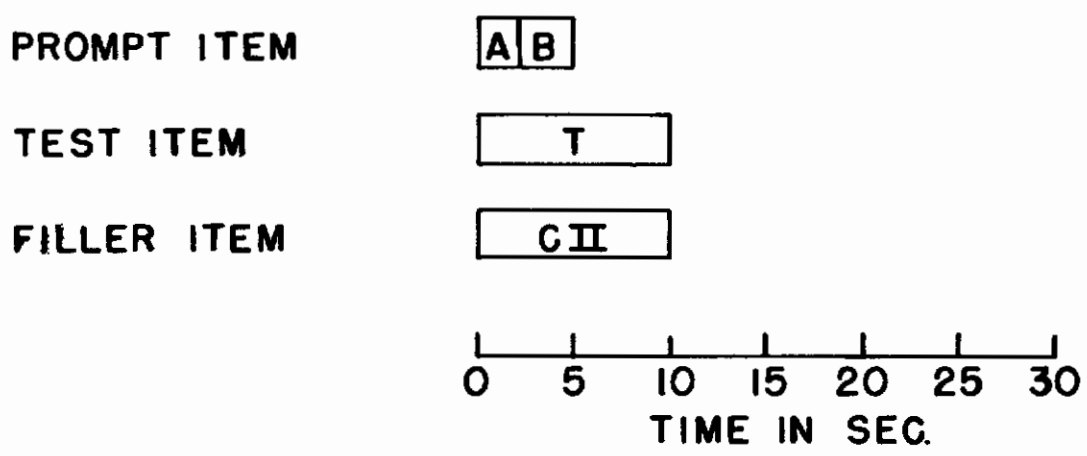 PROMPT ITEM A B
TEST ITEM T
FILLER ITEM C II
0 5 10 15 20 25 30
TIME IN SEC.